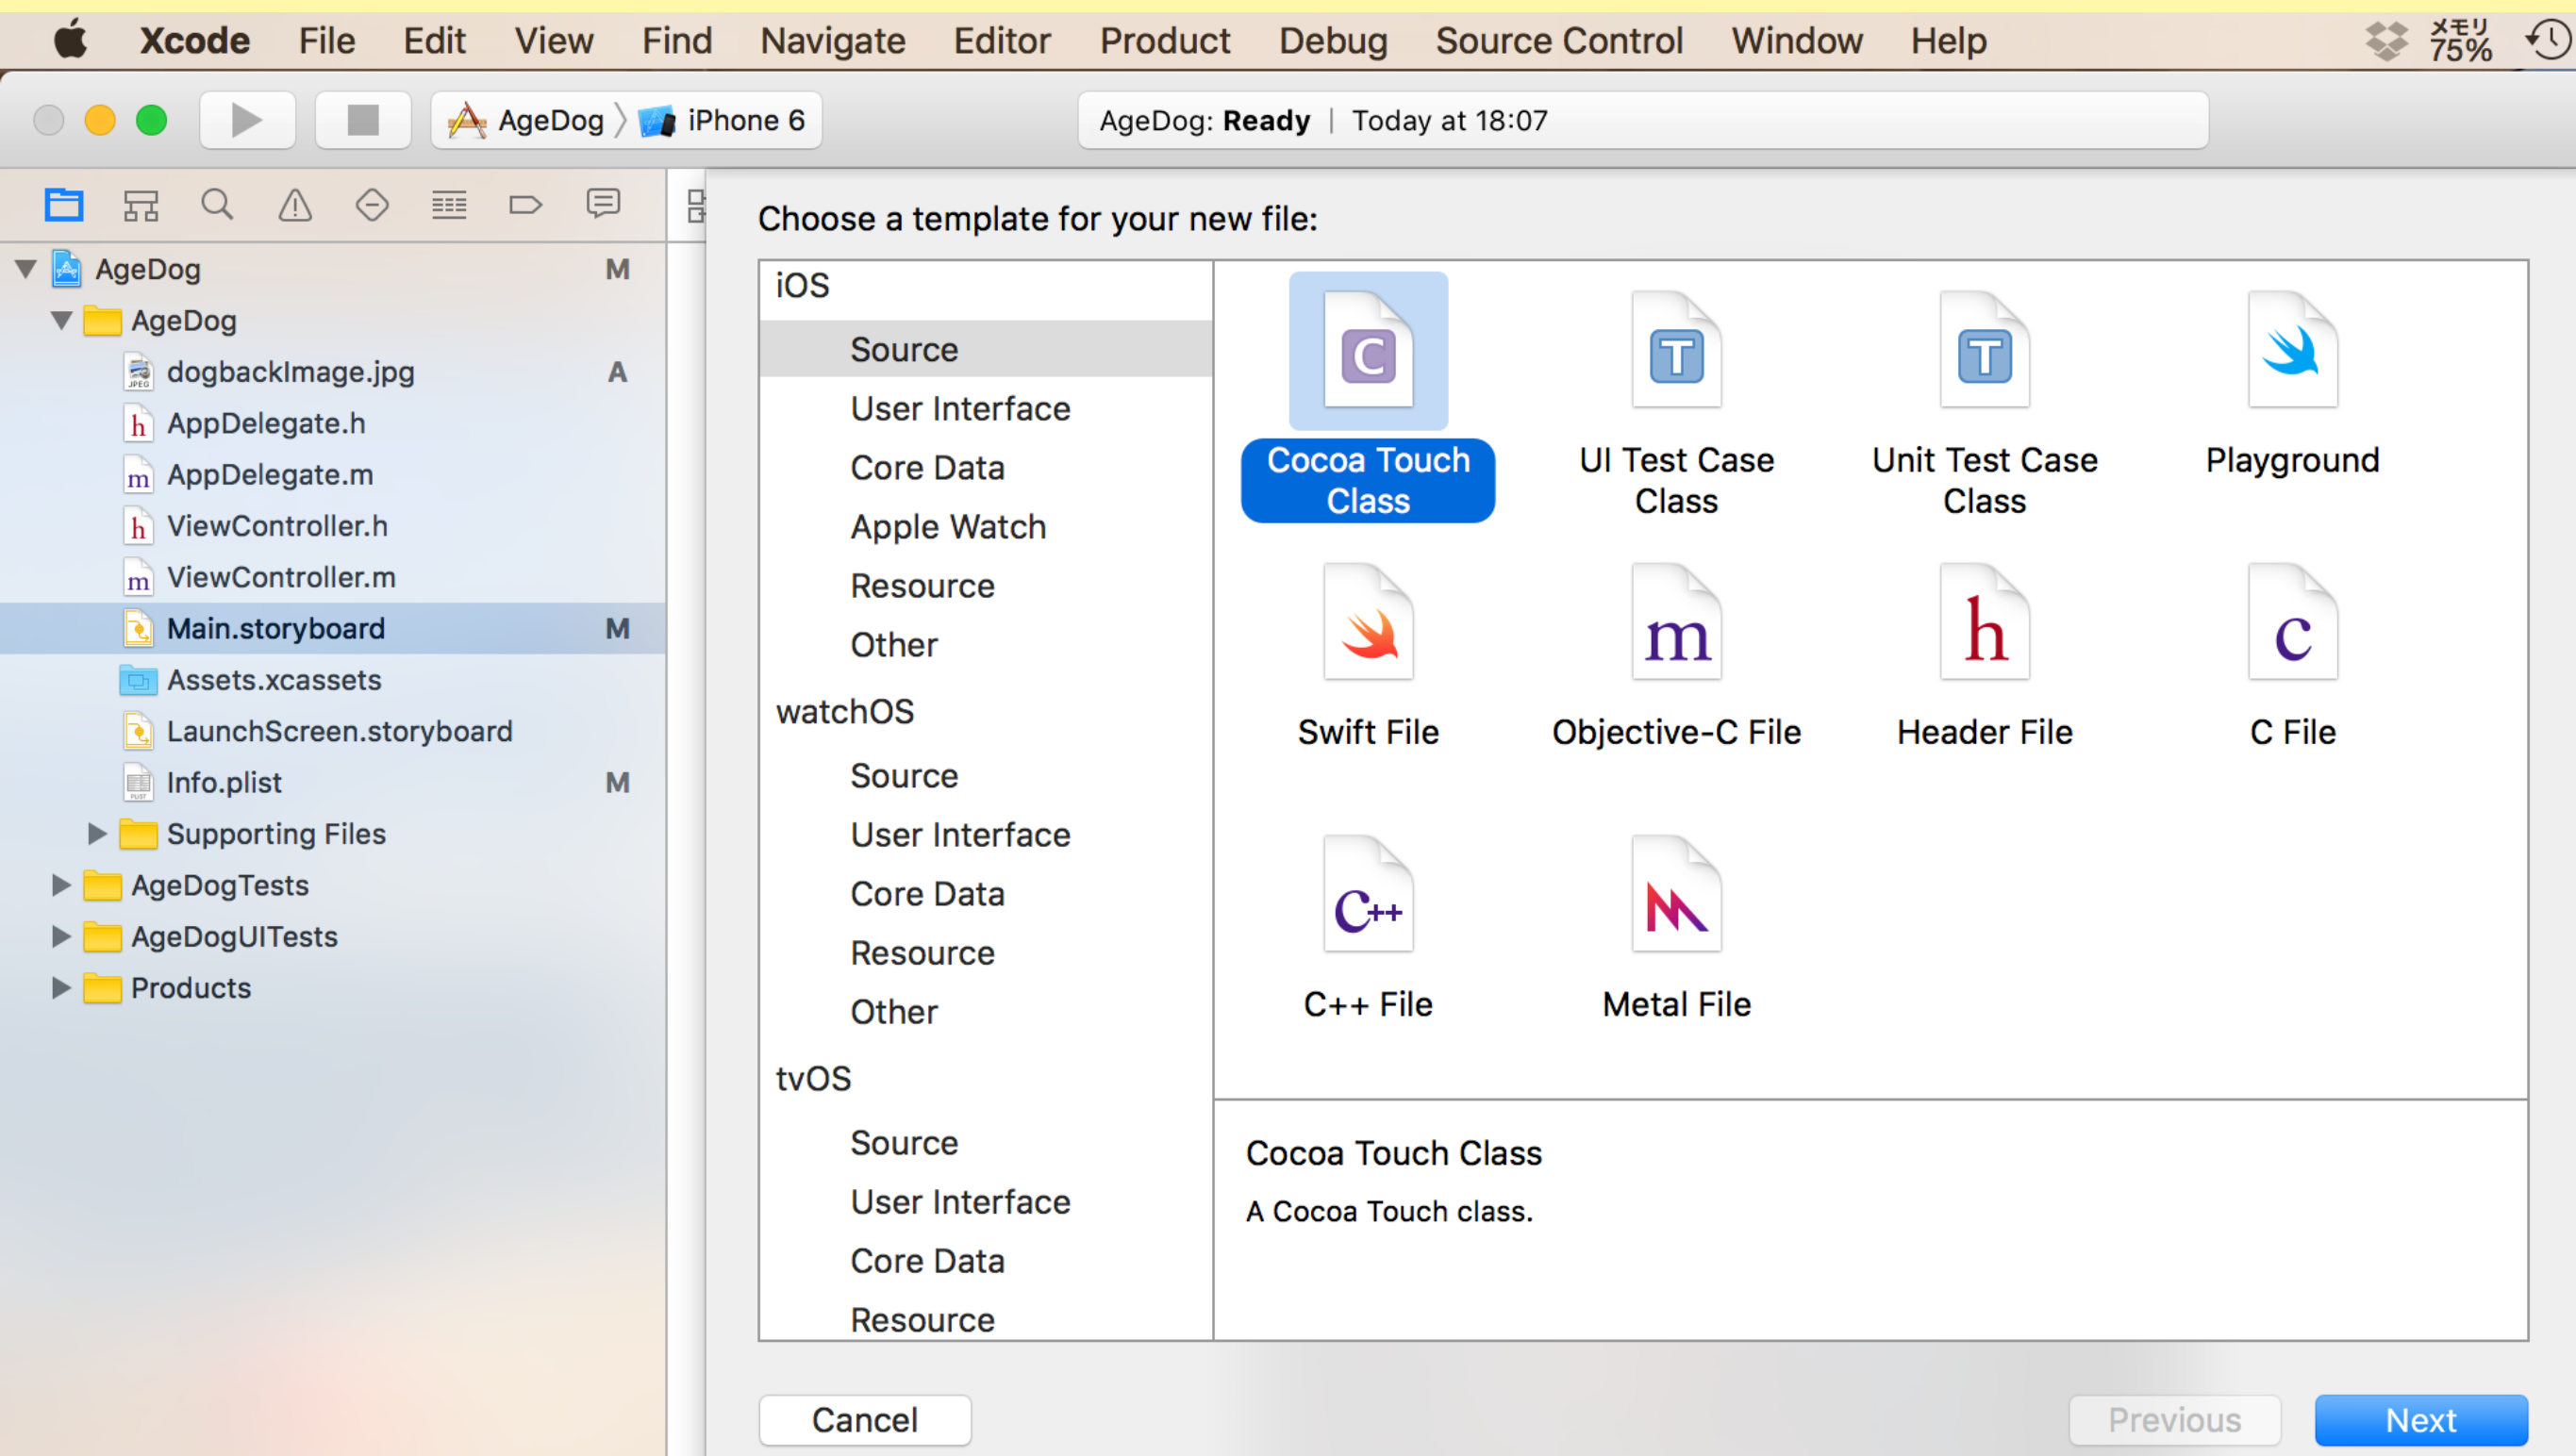 Xcode File Edit View Find Navigate Editor Product Debug Source Control Window Help メモリ 75%
AgeDog iPhone 6
AgeDog: Ready | Today at 18:07
AgeDog M
AgeDog
dogbackImage.jpg A
AppDelegate.h
AppDelegate.m
ViewController.h
ViewController.m
Main.storyboard M
Assets.xcassets
LaunchScreen.storyboard
Info.plist M
Supporting Files
AgeDogTests
AgeDogUITests
Products
Choose a template for your new file:
iOS
Source
User Interface
Core Data
Apple Watch
Resource
Other
watchOS
Source
User Interface
Core Data
Resource
Other
tvOS
Source
User Interface
Core Data
Resource
C
Cocoa Touch
Class
T
UI Test Case
Class
T
Unit Test Case
Class
Playground
Swift File
m
Objective-C File
h
Header File
c
C File
C++
C++ File
Metal File
Cocoa Touch Class
A Cocoa Touch class.
Cancel
Previous
Next